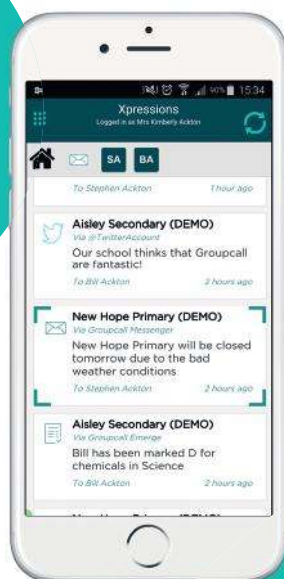 90% 15:34
Xpressions
Logged in as Mrs Kimberly Ackton
SA BA
To Stephen Ackton 1 hour ago
Aisley Secondary (DEMO)
Via @TwitterAccount
Our school thinks that Groupcall
are fantastic!
To Bill Ackton 2 hours ago
New Hope Primary (DEMO)
Via Groupcall Messenger
New Hope Primary will be closed
tomorrow due to the bad
weather conditions
To Stephen Ackton 2 hours ago
Aisley Secondary (DEMO)
Via Groupcall Emerge
Bill has been marked D for
chemicals in Science
To Bill Ackton 2 hours ago